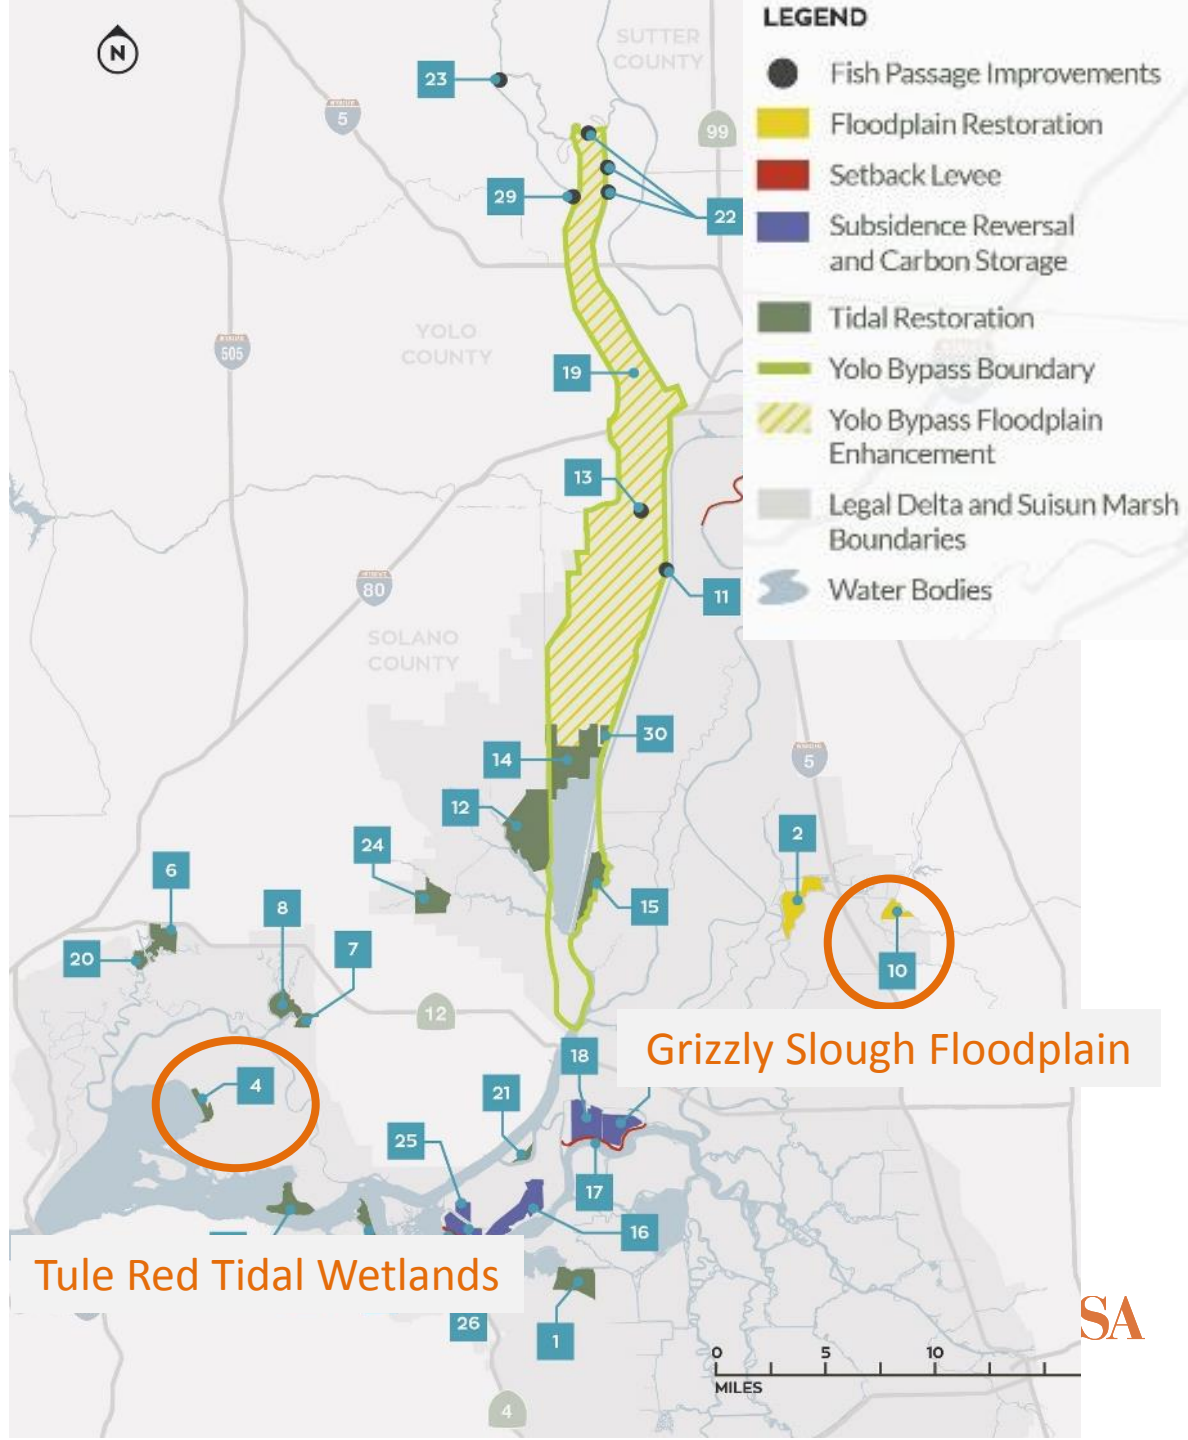 LEGEND
Fish Passage Improvements
Floodplain Restoration
Setback Levee
Subsidence Reversal
and Carbon Storage
Tidal Restoration
Yolo Bypass Boundary
Yolo Bypass Floodplain
Enhancement
Legal Delta and Suisun Marsh
Boundaries
Water Bodies
N
SUTTER
COUNTY
23
5
99
29
22
YOLO
COUNTY
505
19
13
80
11
SOLANO
COUNTY
30
14
5
12
2
24
6
8
15
7
20
10
12
Grizzly Slough Floodplain
18
4
21
25
17
16
Tule Red Tidal Wetlands
26
1
SA
0 5 10
MILES
4